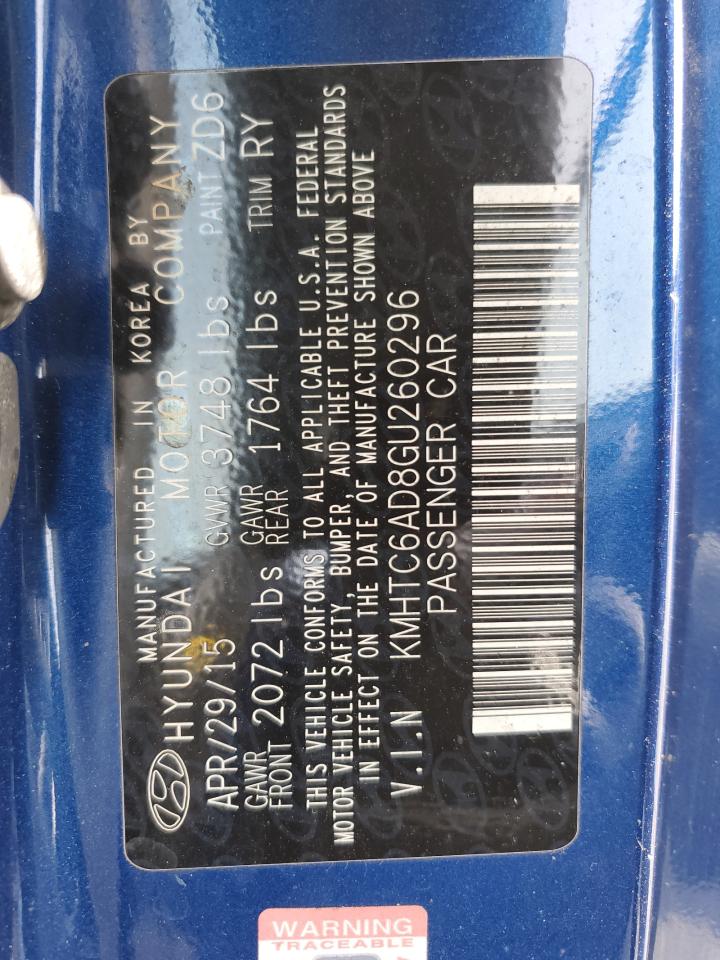 MANUFACTURED IN KOREA BY
HYUNDAI MOTOR COMPANY
APR/29/15 GVWR 3748 lbs PAINT ZD6
GAWR FRONT 2072 lbs GAWR REAR 1764 lbs TRIM RY
THIS VEHICLE CONFORMS TO ALL APPLICABLE U.S.A. FEDERAL
MOTOR VEHICLE SAFETY, BUMPER, AND THEFT PREVENTION STANDARDS
IN EFFECT ON THE DATE OF MANUFACTURE SHOWN ABOVE
V.I.N KMHTC6AD8GU260296
PASSENGER CAR
WARNING
TRACEABLE